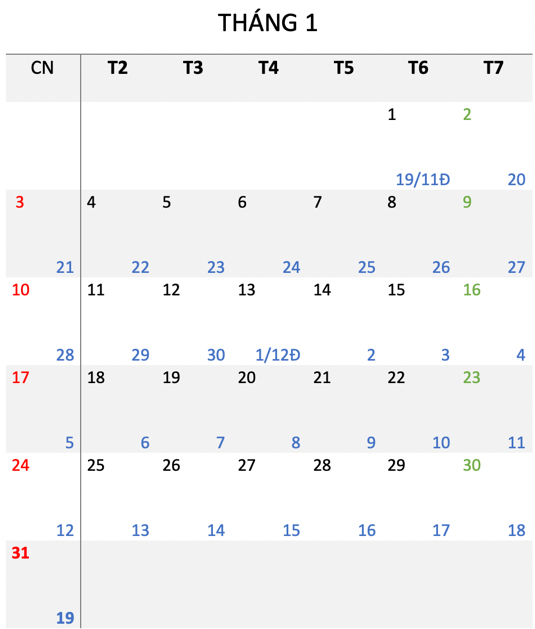 THÁNG 1
CN T2 T3 T4 T5 T6 T7
1 2
19/11Đ 20
3 4 5 6 7 8 9
21 22 23 24 25 26 27
10 11 12 13 14 15 16
28 29 30 1/12Đ 2 3 4
17 18 19 20 21 22 23
5 6 7 8 9 10 11
24 25 26 27 28 29 30
12 13 14 15 16 17 18
31
19